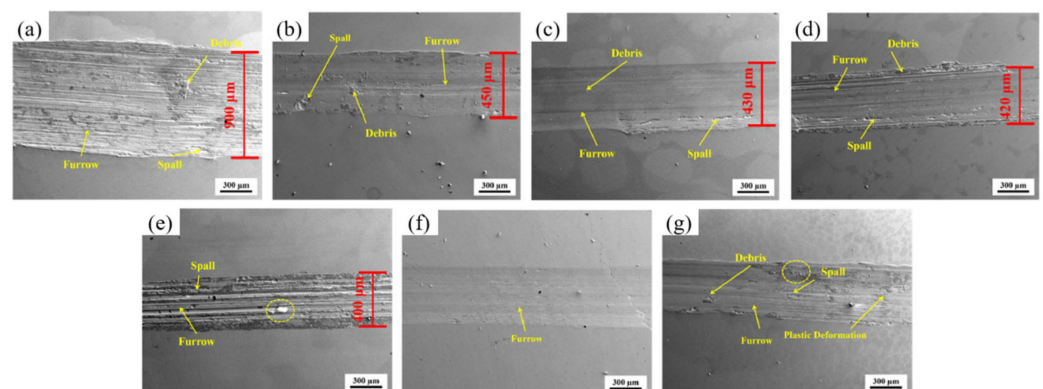 (a)
Debris
900 μm
Furrow
Spall
300 μm
(b)
Spall
Furrow
450 μm
Debris
300 μm
(c)
Debris
430 μm
Spall
Furrow
300 μm
(d)
Debris
Furrow
420 μm
Spall
300 μm
(e)
Spall
400 μm
Furrow
300 μm
(f)
Furrow
300 μm
(g)
Debris
Spall
Furrow
Plastic Deformation
300 μm